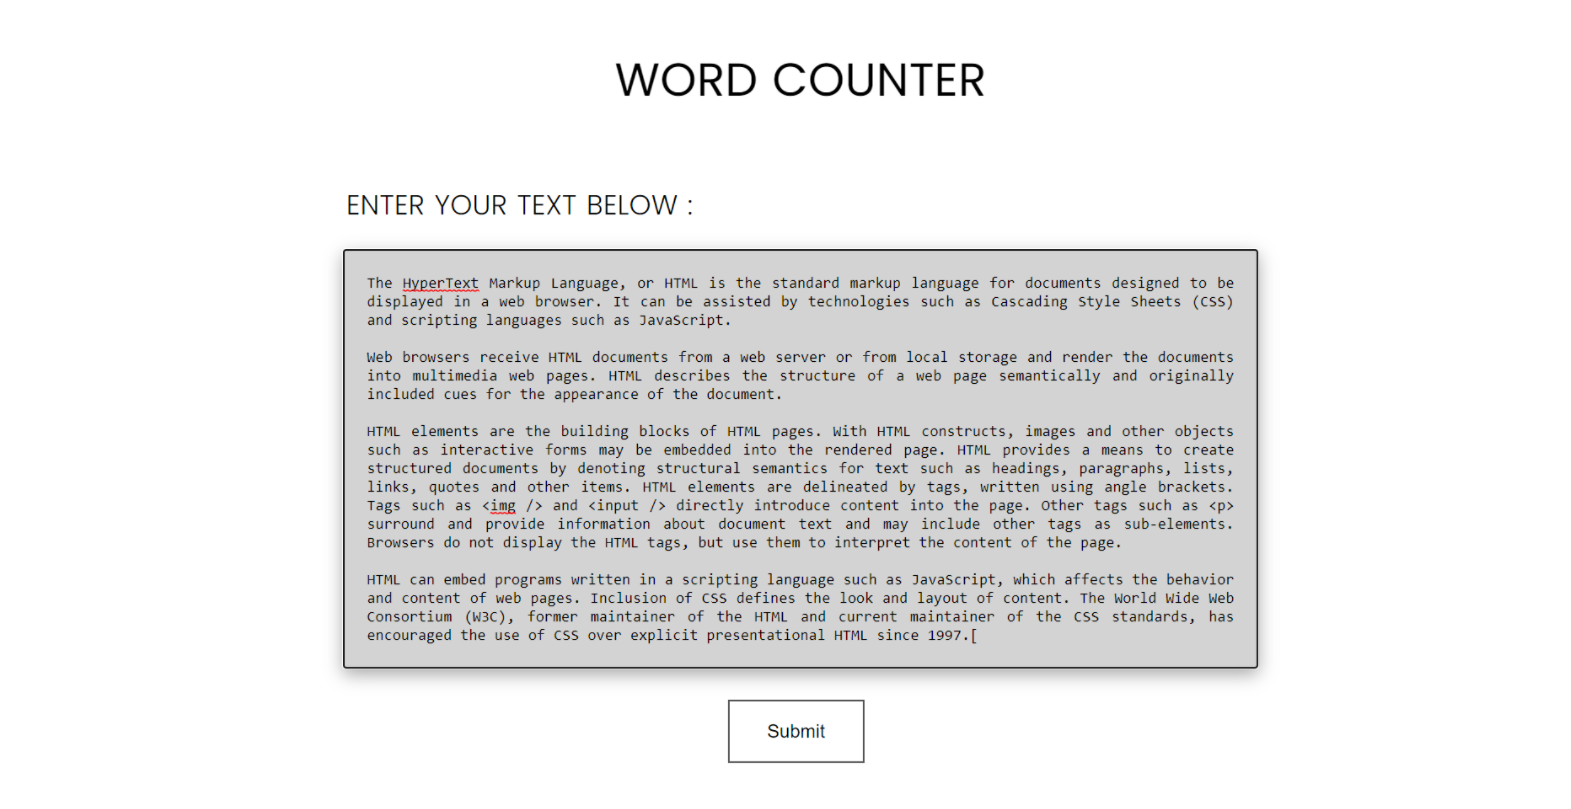 WORD COUNTER
ENTER YOUR TEXT BELOW :
The HyperText Markup Language, or HTML is the standard markup language for documents designed to be
displayed in a web browser. It can be assisted by technologies such as Cascading Style Sheets (CSS)
and scripting languages such as JavaScript.
Web browsers receive HTML documents from a web server or from local storage and render the documents
into multimedia web pages. HTML describes the structure of a web page semantically and originally
included cues for the appearance of the document.
HTML elements are the building blocks of HTML pages. With HTML constructs, images and other objects
such as interactive forms may be embedded into the rendered page. HTML provides a means to create
structured documents by denoting structural semantics for text such as headings, paragraphs, lists,
links, quotes and other items. HTML elements are delineated by tags, written using angle brackets.
Tags such as <img /> and <input /> directly introduce content into the page. Other tags such as <p>
surround and provide information about document text and may include other tags as sub-elements.
Browsers do not display the HTML tags, but use them to interpret the content of the page.
HTML can embed programs written in a scripting language such as JavaScript, which affects the behavior
and content of web pages. Inclusion of CSS defines the look and layout of content. The World Wide Web
Consortium (W3C), former maintainer of the HTML and current maintainer of the CSS standards, has
encouraged the use of CSS over explicit presentational HTML since 1997.[
Submit